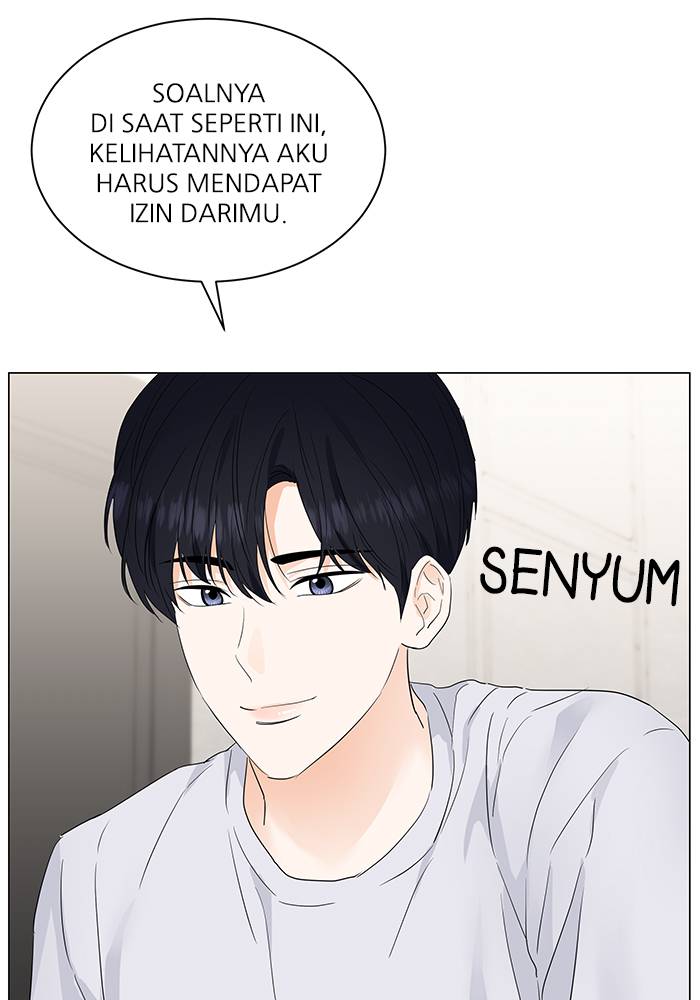 SOALNYA
DI SAAT SEPERTI INI,
KELIHATANNYA AKU
HARUS MENDAPAT
IZIN DARIMU.
SENYUM